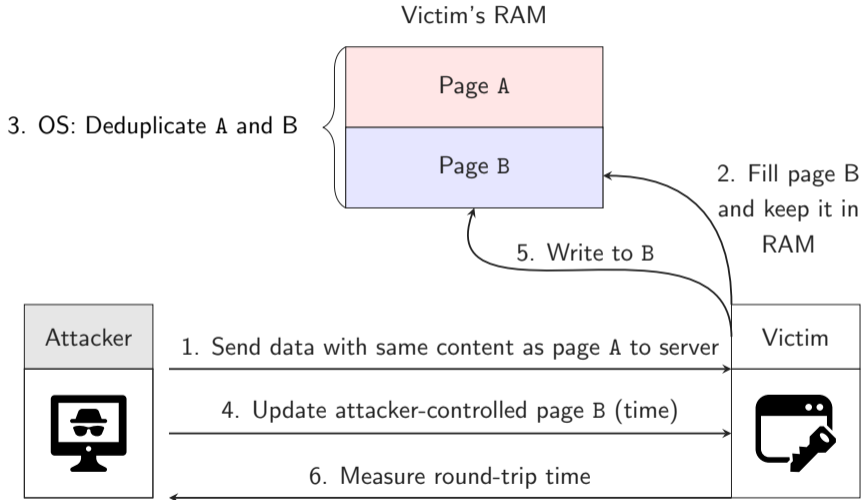 Victim's RAM
Page A
3. OS: Deduplicate A and B
Page B
2. Fill page B
and keep it in
RAM
5. Write to B
Attacker
Victim
1. Send data with same content as page A to server
4. Update attacker-controlled page B (time)
6. Measure round-trip time